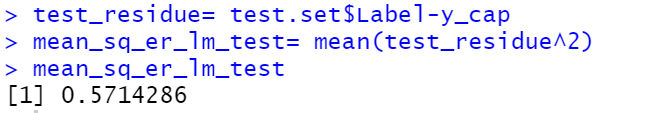 > test_residue= test.set$Label-y_cap
> mean_sq_er_lm_test= mean(test_residue^2)
> mean_sq_er_lm_test
[1] 0.5714286